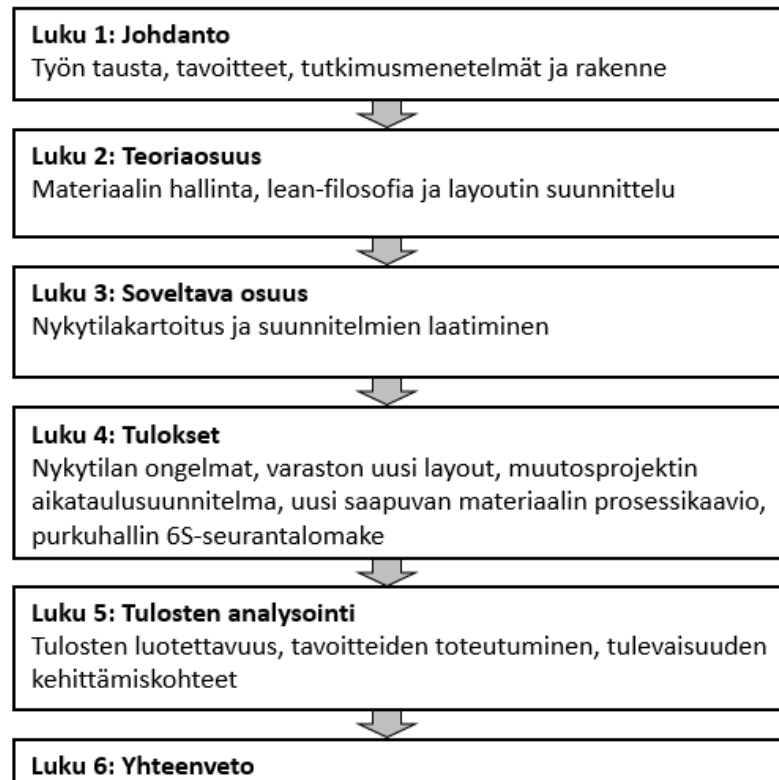 Luku 1: Johdanto
Työn tausta, tavoitteet, tutkimusmenetelmät ja rakenne
Luku 2: Teoriaosuus
Materiaalin hallinta, lean-filosofia ja layoutin suunnittelu
Luku 3: Soveltava osuus
Nykytilakartoitus ja suunnitelmien laatiminen
Luku 4: Tulokset
Nykytilan ongelmat, varaston uusi layout, muutosprojektin
aikataulusuunnitelma, uusi saapuvan materiaalin prosessikaavio,
purkuhallin 6S-seurantalomake
Luku 5: Tulosten analysointi
Tulosten luotettavuus, tavoitteiden toteutuminen, tulevaisuuden
kehittämiskohteet
Luku 6: Yhteenveto